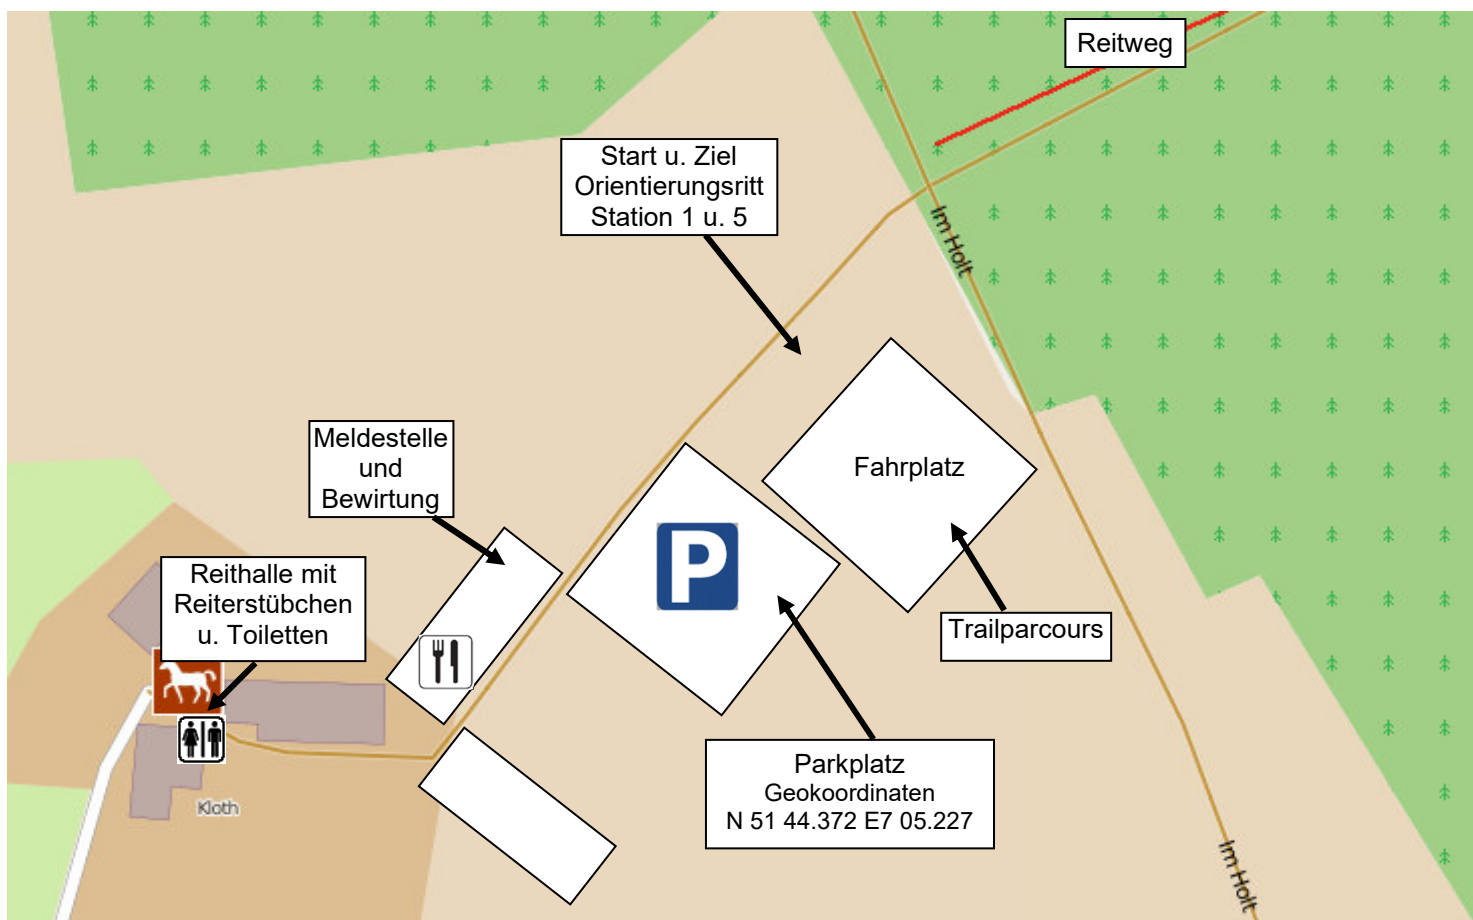 Reitweg
Start u. Ziel
Orientierungsritt
Station 1 u. 5
Im Holt
Meldestelle
und
Bewirtung
Fahrplatz
P
Reithalle mit
Reiterstübchen
u. Toiletten
Trailparcours
Parkplatz
Geokoordinaten
N 51 44.372 E7 05.227
Kloth
Im Holt